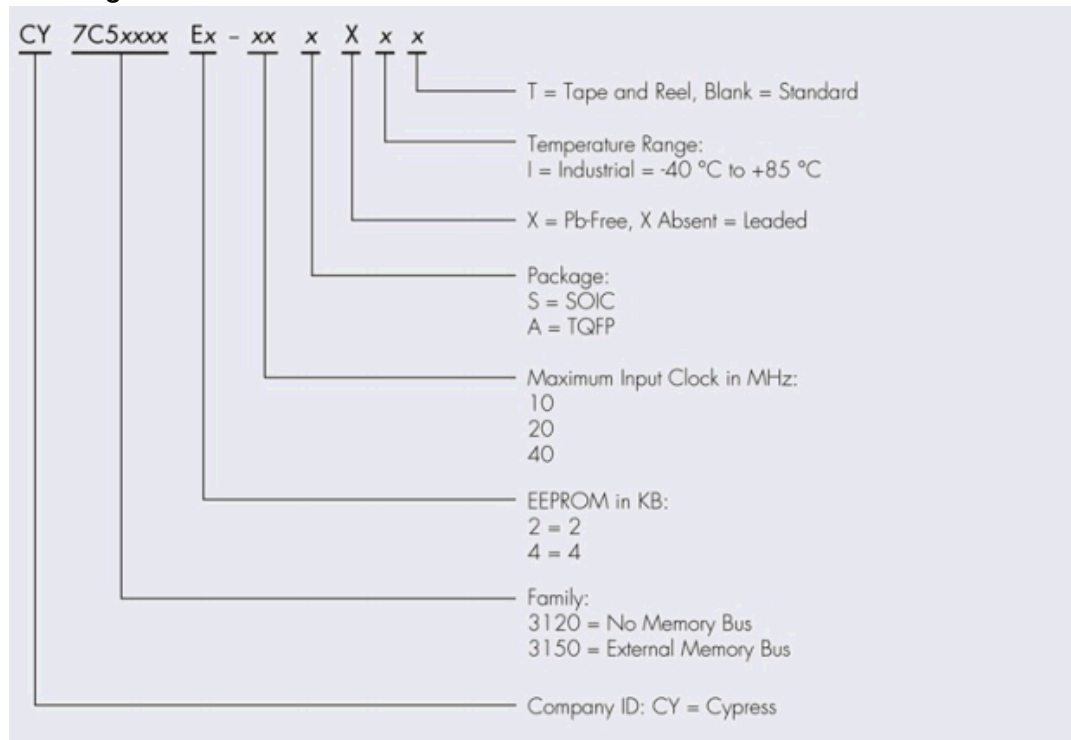 CY 7C5xxxx Ex - xx x X x x
T = Tape and Reel, Blank = Standard
Temperature Range:
I = Industrial = -40 °C to +85 °C
X = Pb-Free, X Absent = Leaded
Package:
S = SOIC
A = TQFP
Maximum Input Clock in MHz:
10
20
40
EEPROM in KB:
2 = 2
4 = 4
Family:
3120 = No Memory Bus
3150 = External Memory Bus
Company ID: CY = Cypress